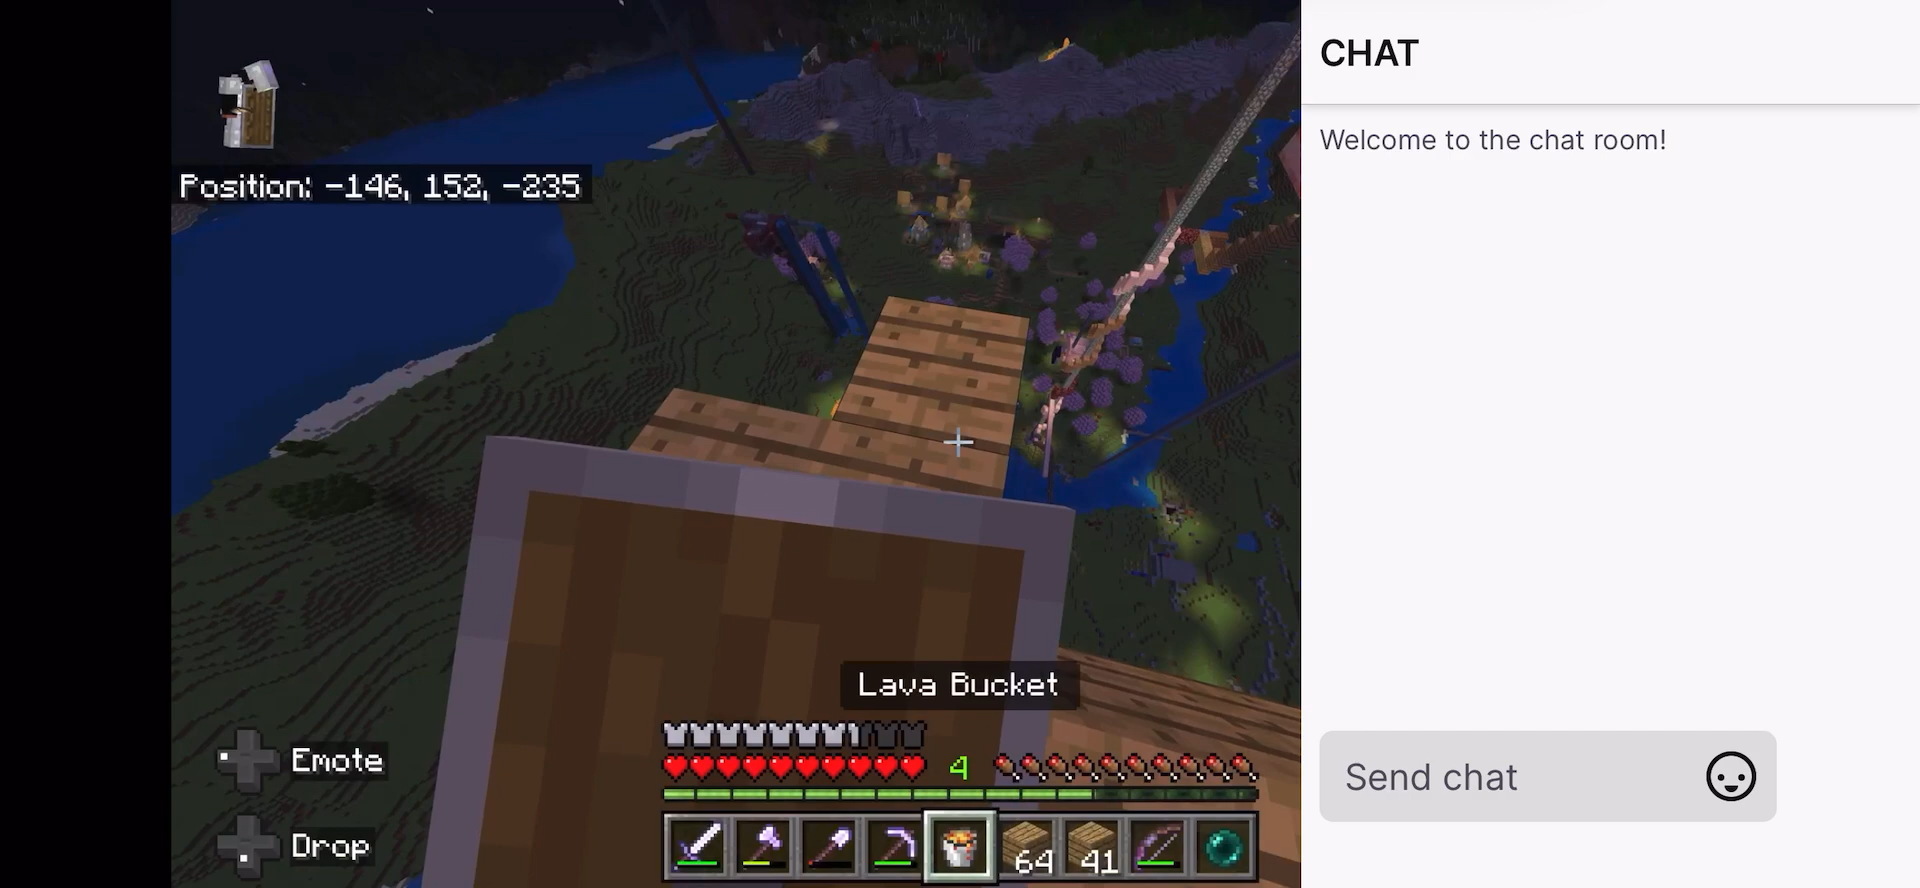 CHAT
Welcome to the chat room!
Position: -146, 152, -235
Lava Bucket
4
Emote
Drop
64
41
Send chat